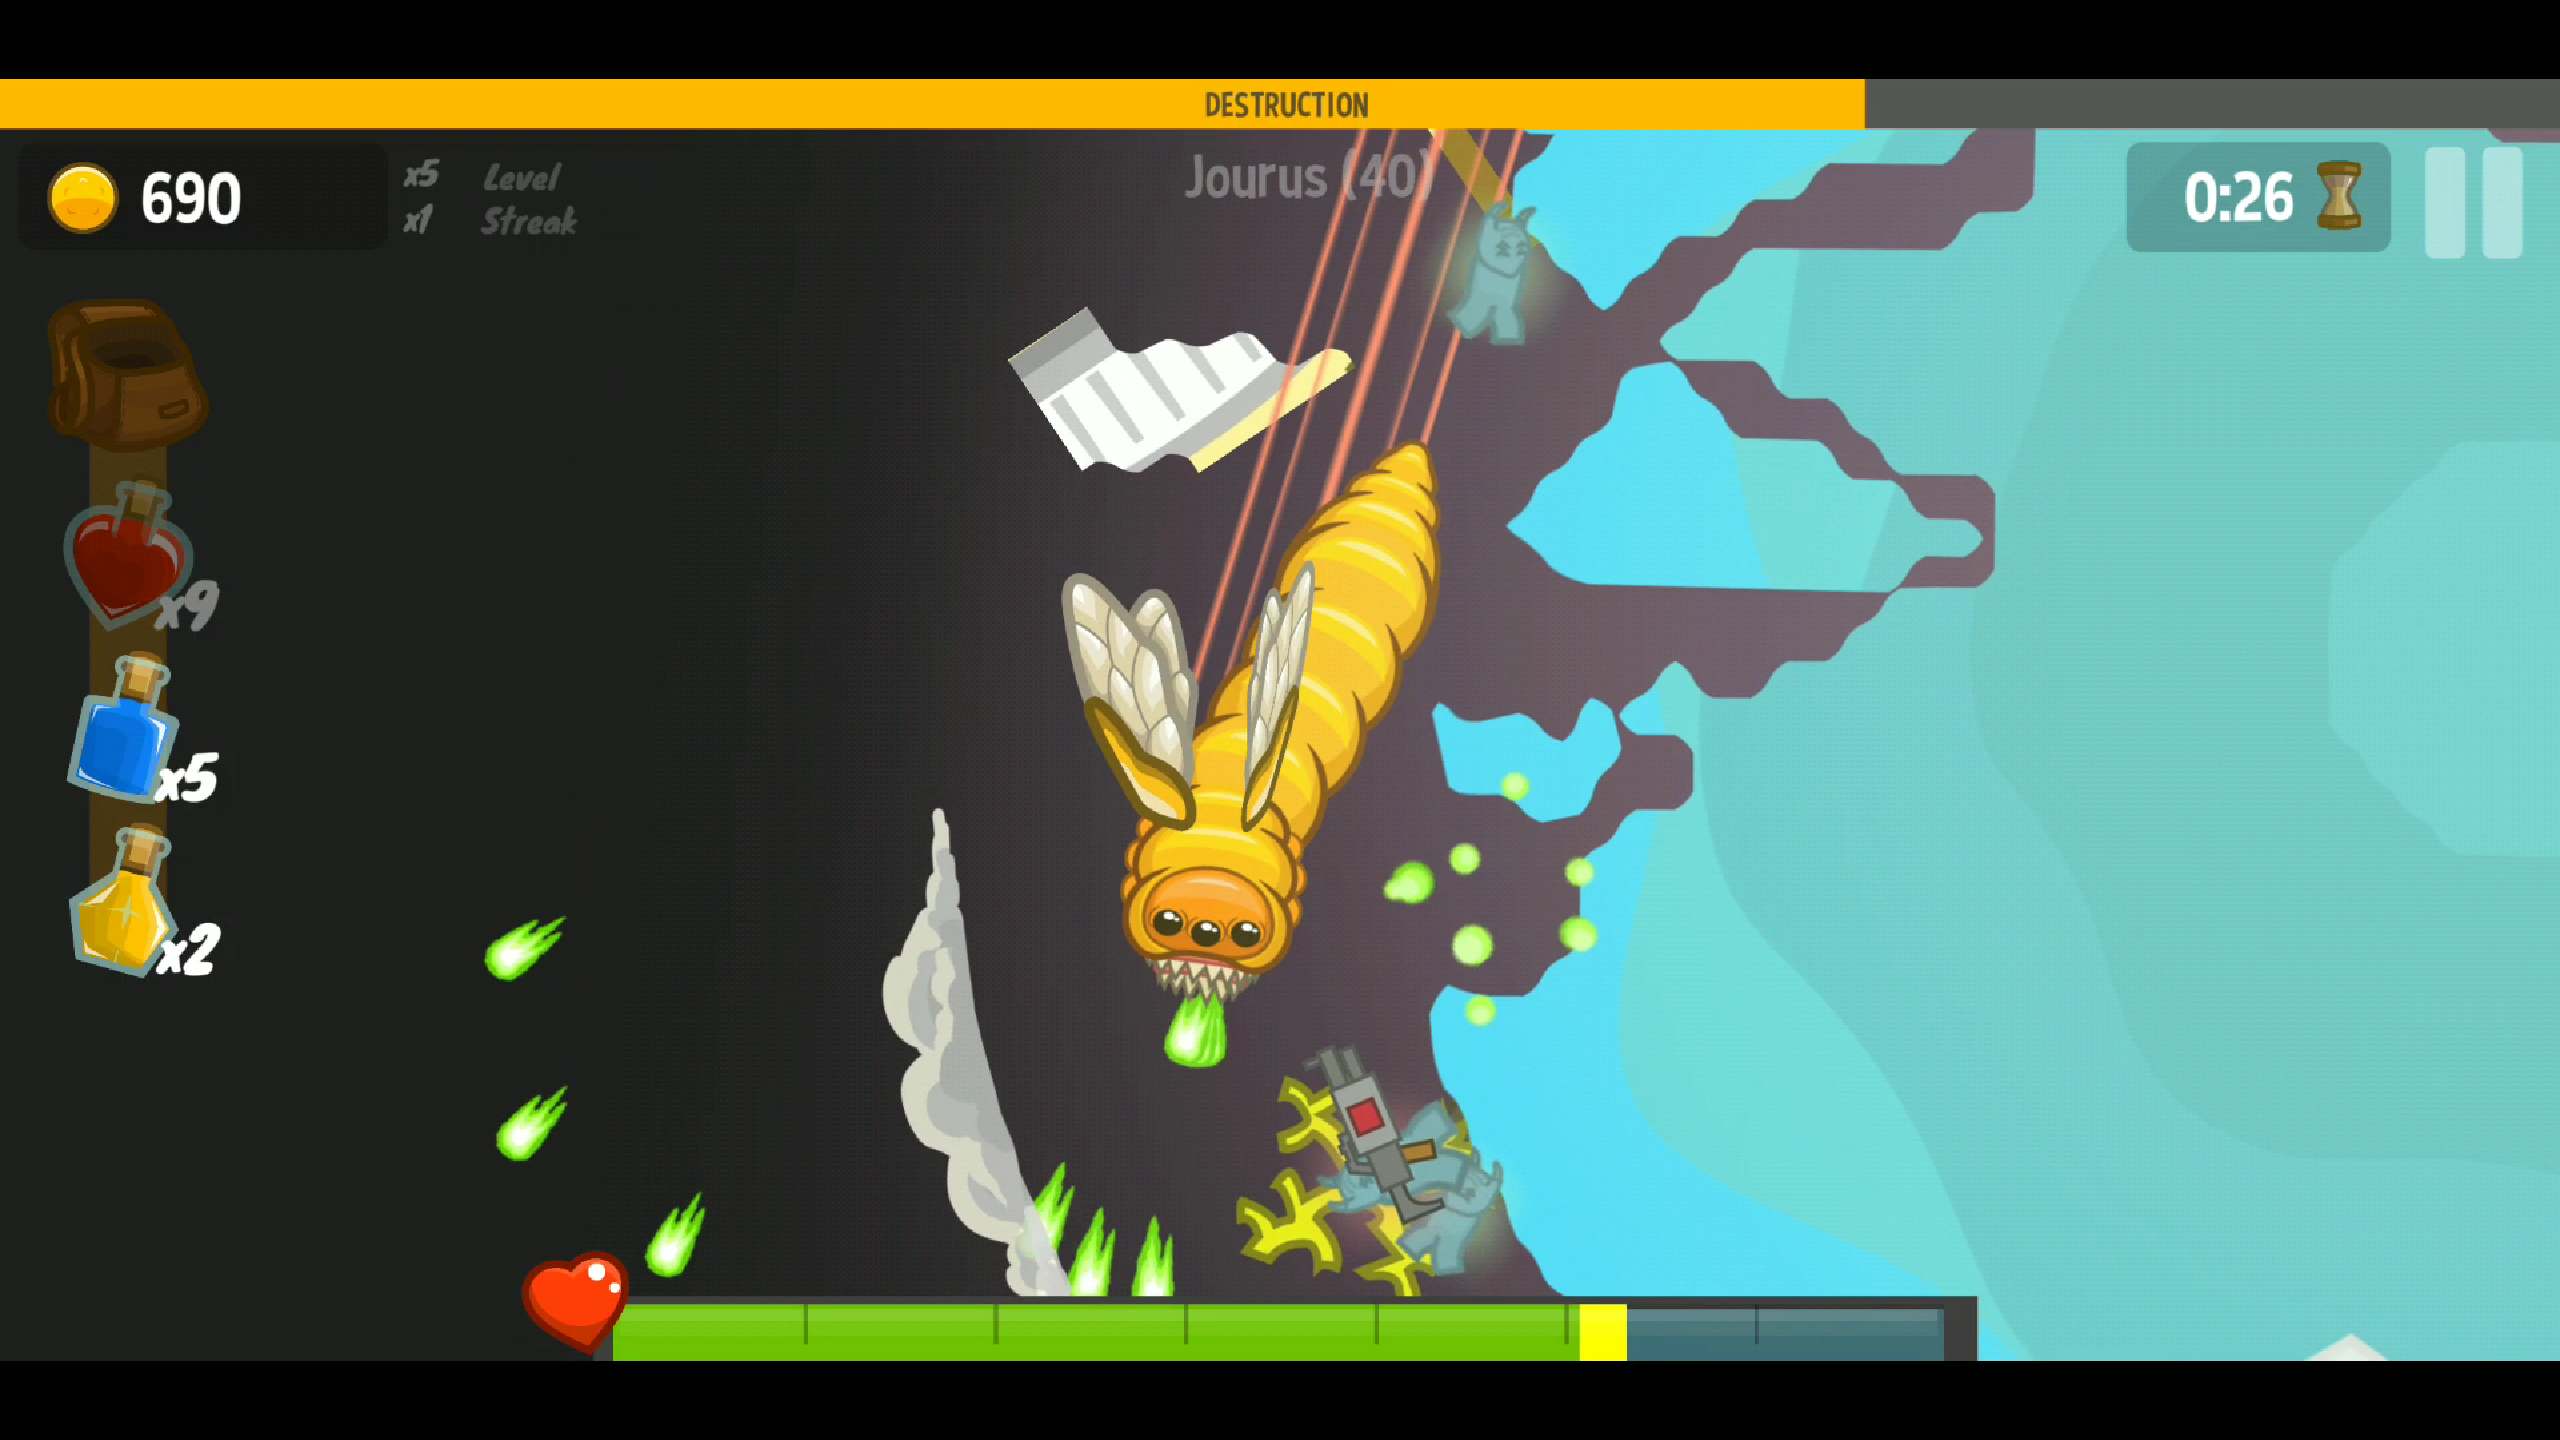 DESTRUCTION
690
x5 Level
x1 Streak
Jourus (40)
0:26
x9
x5
x2